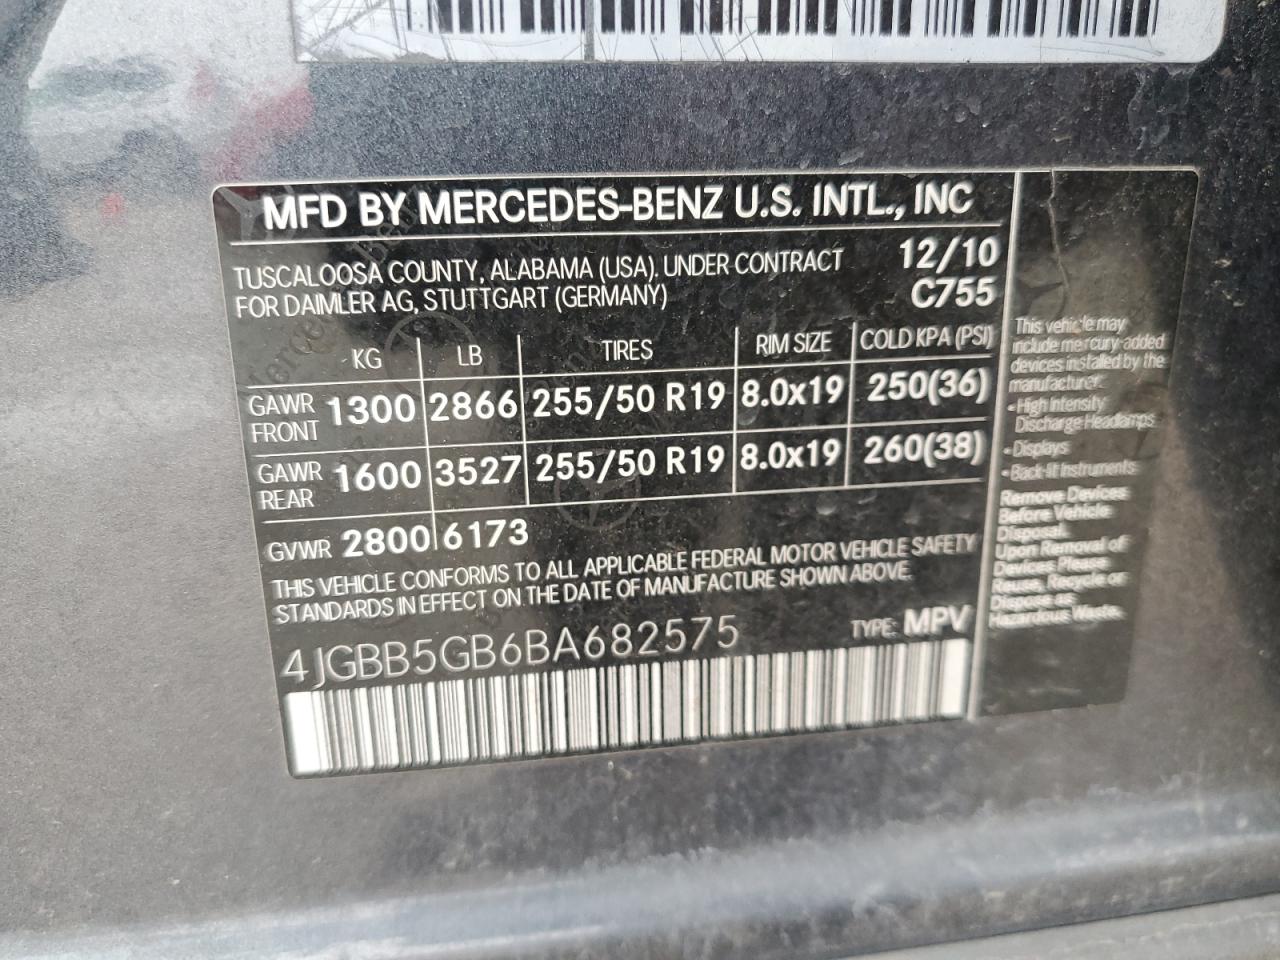 MFD BY MERCEDES-BENZ U.S. INTL., INC
TUSCALOOSA COUNTY, ALABAMA (USA), UNDER CONTRACT 12/10
FOR DAIMLER AG, STUTTGART (GERMANY) C755
KG LB TIRES RIM SIZE COLD KPA (PSI)
GAWR FRONT 1300 2866 255/50 R19 8.0x19 250(36)
GAWR REAR 1600 3527 255/50 R19 8.0x19 260(38)
GVWR 2800 6173
THIS VEHICLE CONFORMS TO ALL APPLICABLE FEDERAL MOTOR VEHICLE SAFETY
STANDARDS IN EFFECT ON THE DATE OF MANUFACTURE SHOWN ABOVE.
4JGBB5GB6BA682575 TYPE: MPV
This vehicle may
include mercury-added
devices installed by the
manufacturer:
• High Intensity
Discharge Headlamps
• Displays
• Back-lit Instruments
Remove Devices
Before Vehicle
Disposal.
Upon Removal of
Devices Please
Reuse, Recycle or
Dispose as
Hazardous Waste.